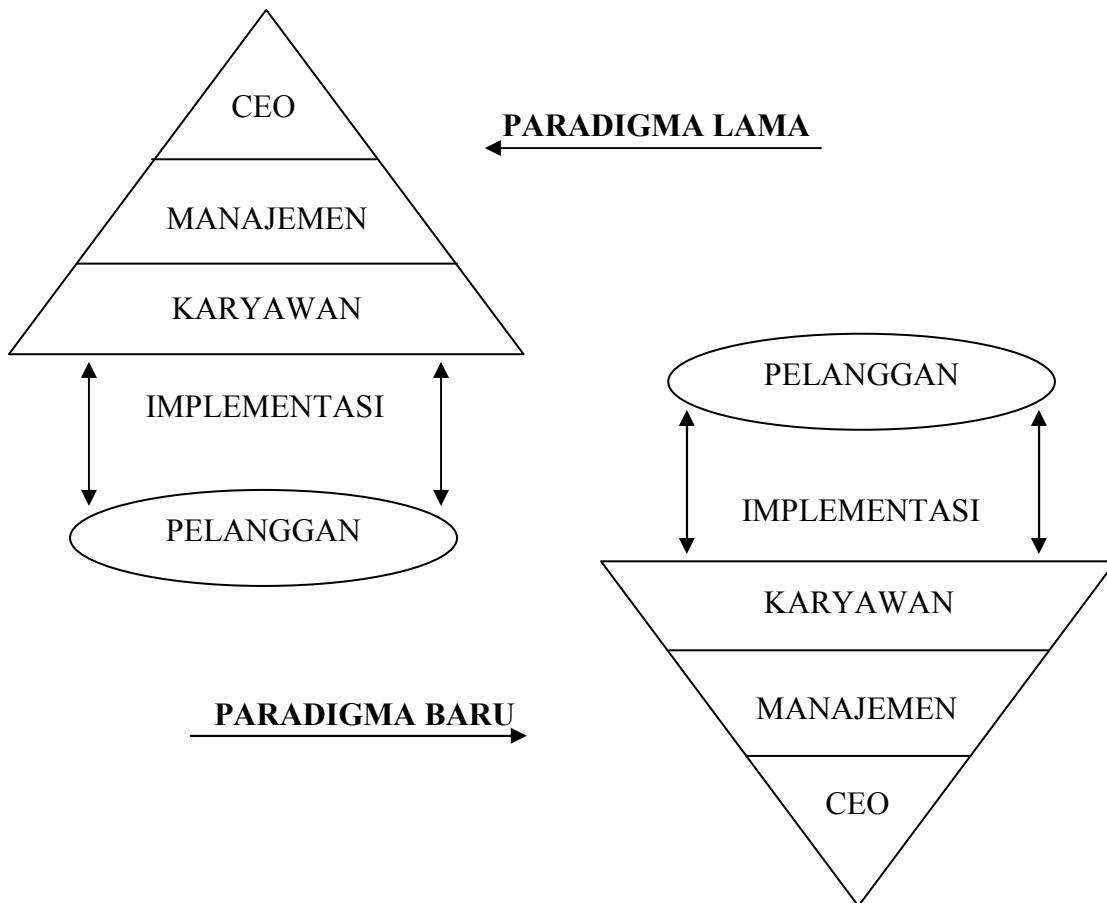 CEO
PARADIGMA LAMA
MANAJEMEN
KARYAWAN
IMPLEMENTASI
PELANGGAN
PELANGGAN
IMPLEMENTASI
KARYAWAN
PARADIGMA BARU
MANAJEMEN
CEO